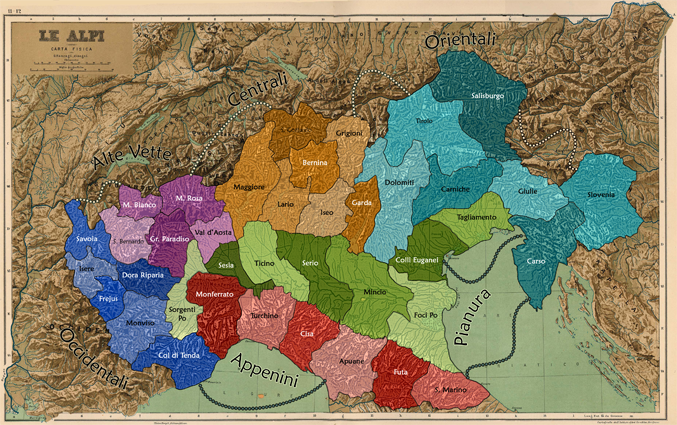 11-12
LE ALPI
CARTA FISICA
Orientali
Centrali
Alte Vette
Salisburgo
Tirolo
Grigioni
Bernina
Maggiore
Lario
Iseo
Garda
Dolomiti
Carniche
Giulie
Slovenia
Tagliamento
Carso
M. Bianco
M. Rosa
S. Bernardo
Gr. Paradiso
Val d'Aosta
Savoia
Isere
Dora Riparia
Frejus
Monviso
Col di Tenda
Sorgenti
Po
Sesia
Ticino
Serio
Mincio
Colli Euganei
Foci Po
Monferrato
Turchino
Cisa
Apuane
Futa
S. Marino
Pianura
Appenini
Occidentali